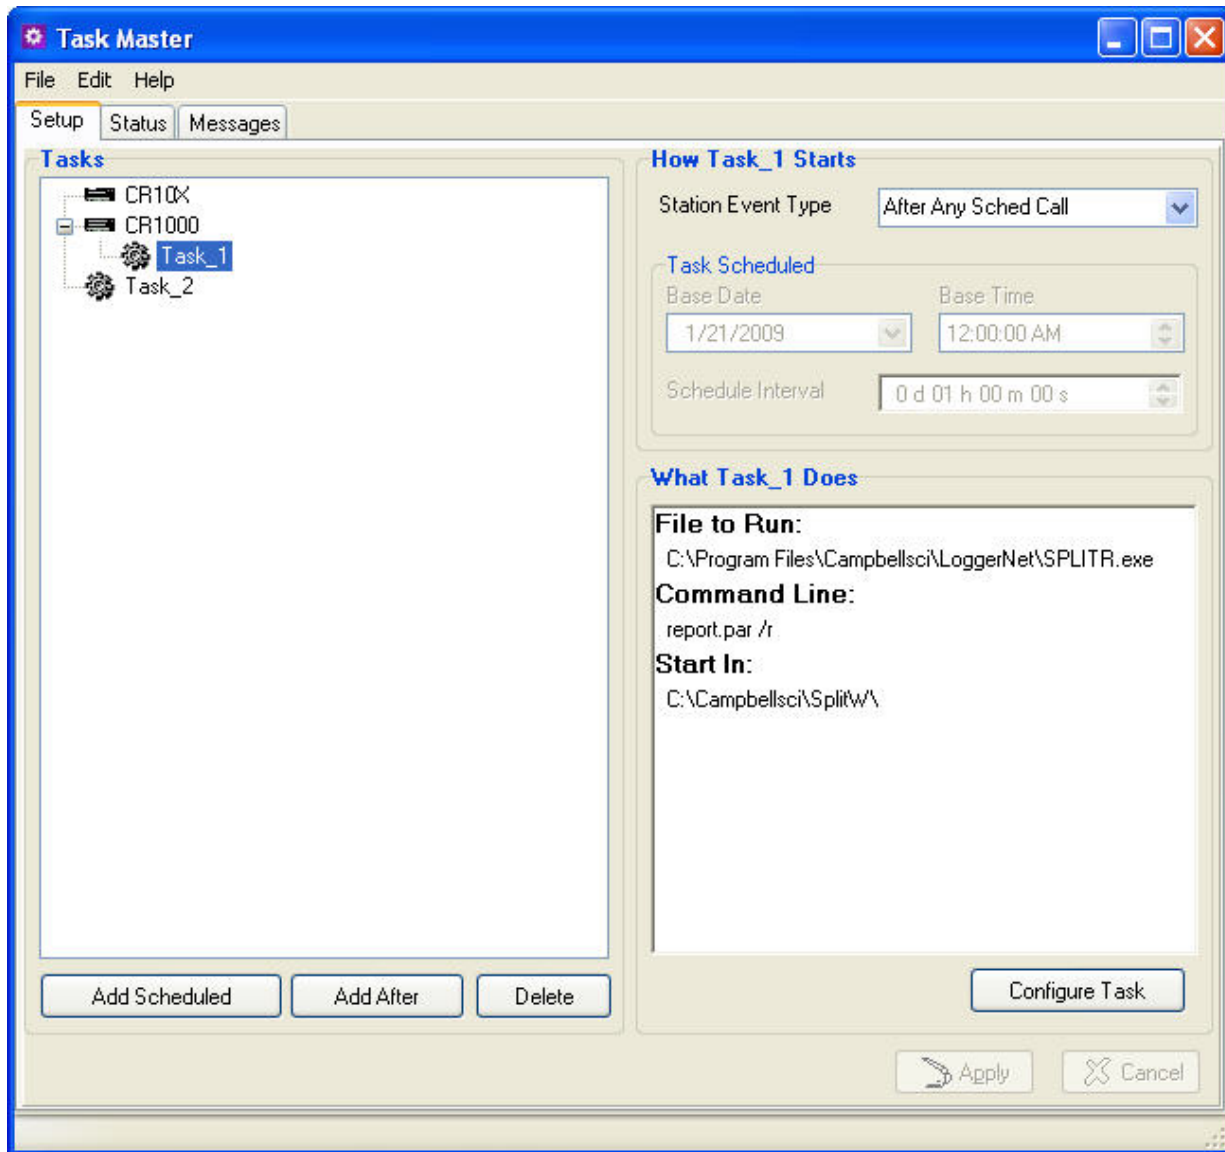 Task Master
File Edit Help
Setup Status Messages
Tasks
CR10X
CR1000
Task_1
Task_2
Add Scheduled Add After Delete
How Task_1 Starts
Station Event Type After Any Sched Call
Task Scheduled
Base Date Base Time
1/21/2009 12:00:00 AM
Schedule Interval 0 d 01 h 00 m 00 s
What Task_1 Does
File to Run:
C:\Program Files\Campbellsci\LoggerNet\SPLITR.exe
Command Line:
report.par /r
Start In:
C:\Campbellsci\SplitW\
Configure Task
Apply Cancel